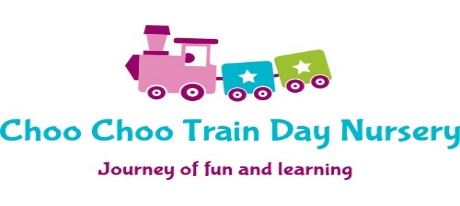 Choo Choo Train Day Nursery
Journey of fun and learning